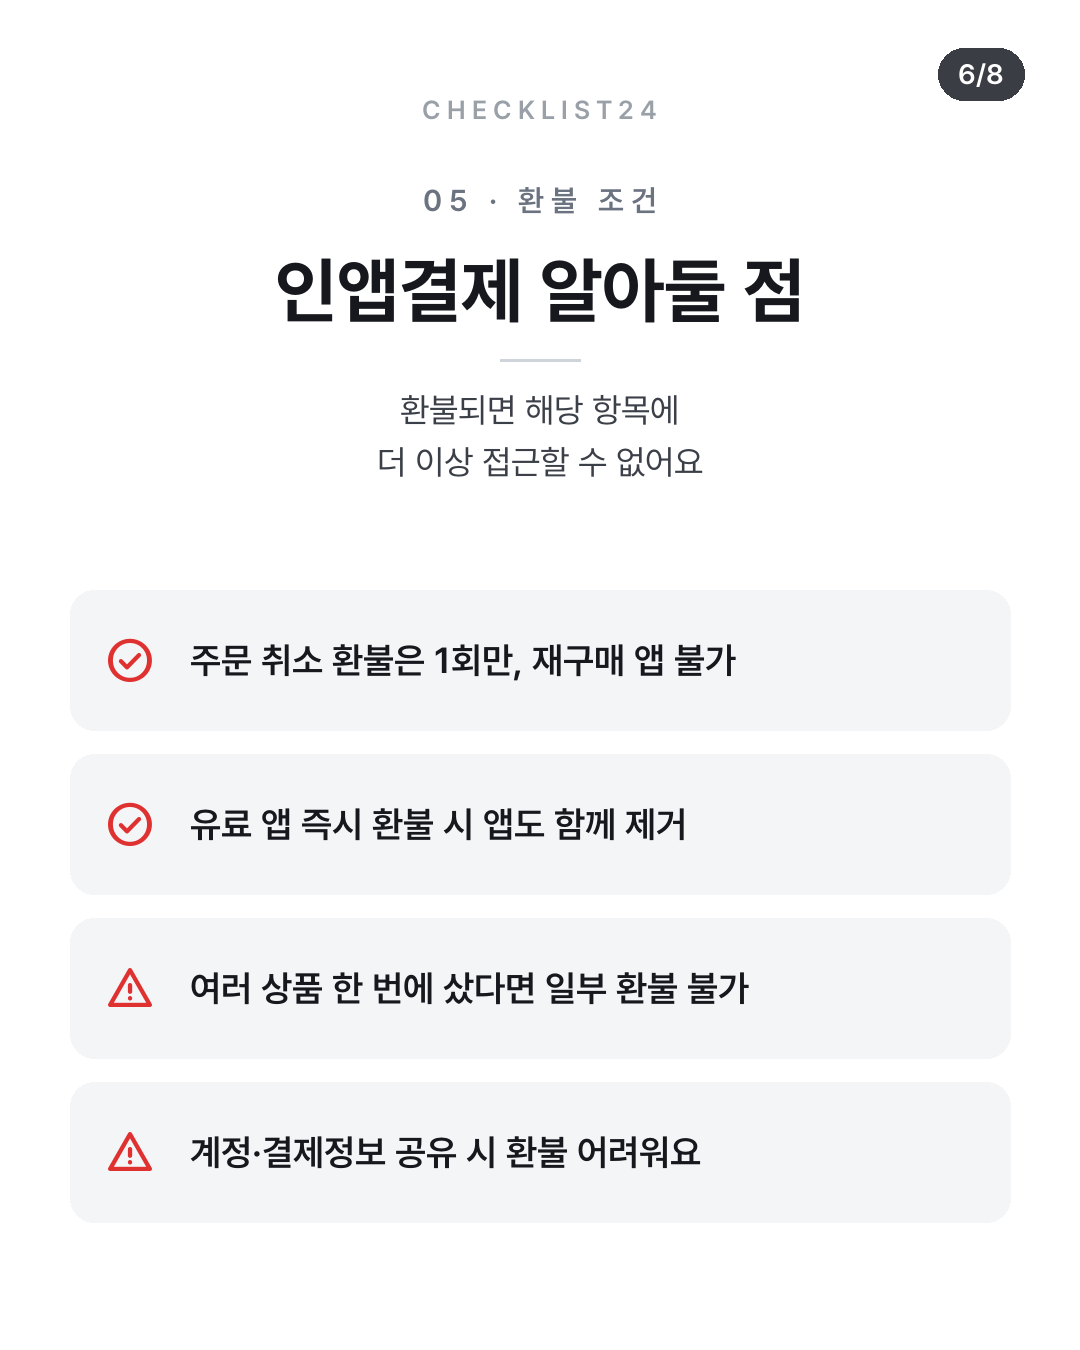 6/8
CHECKLIST24
05 · 환불 조건
인앱결제 알아둘 점
환불되면 해당 항목에
더 이상 접근할 수 없어요
주문 취소 환불은 1회만, 재구매 앱 불가
유료 앱 즉시 환불 시 앱도 함께 제거
여러 상품 한 번에 샀다면 일부 환불 불가
계정·결제정보 공유 시 환불 어려워요